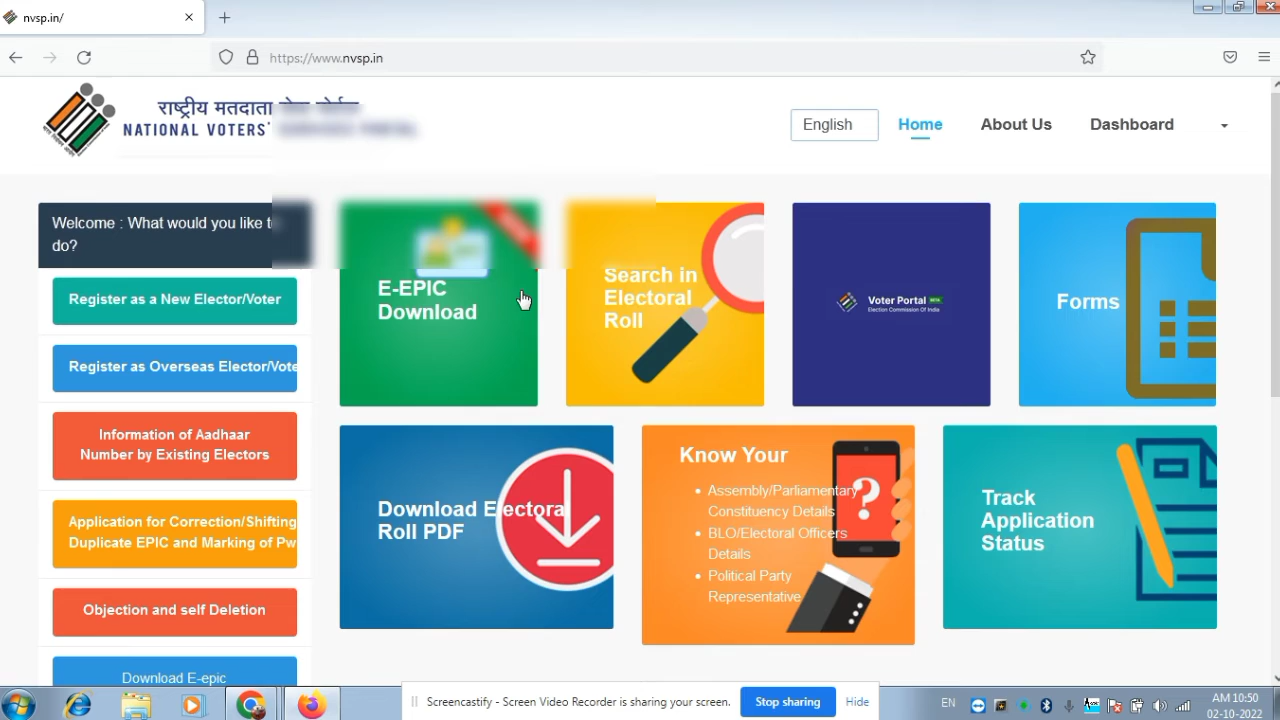 nvsp.in/
https://www.nvsp.in
राष्ट्रीय मतदाता
NATIONAL VOTERS'
English
Home
About Us
Dashboard
Welcome : What would you like t
do?
Register as a New Elector/Voter
Register as Overseas Elector/Vote
Information of Aadhaar
Number by Existing Electors
Application for Correction/Shifting
Duplicate EPIC and Marking of Pw
Objection and self Deletion
Download E-epic
E-EPIC
Download
Search in
Electoral
Roll
Voter Portal BETA
Election Commission Of India
Forms
Download Electora
Roll PDF
Know Your
Assembly/Parliamentary
Constituency Details
BLO/Electoral Officers
Details
Political Party
Representative
?
Track
Application
Status
Screencastify - Screen Video Recorder is sharing your screen.
Stop sharing
Hide
EN
AM 10:50
02-10-2022